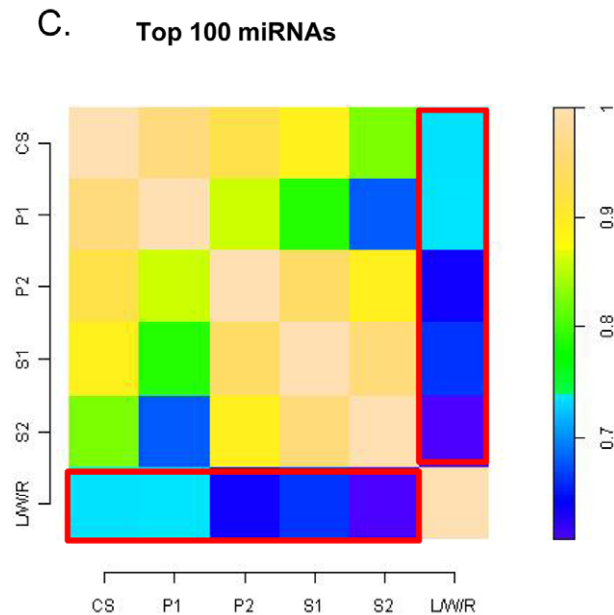 C.
Top 100 miRNAs
CS
P1
P2
S1
S2
L/W/R
1
0.9
0.8
0.7
CS P1 P2 S1 S2 L/W/R